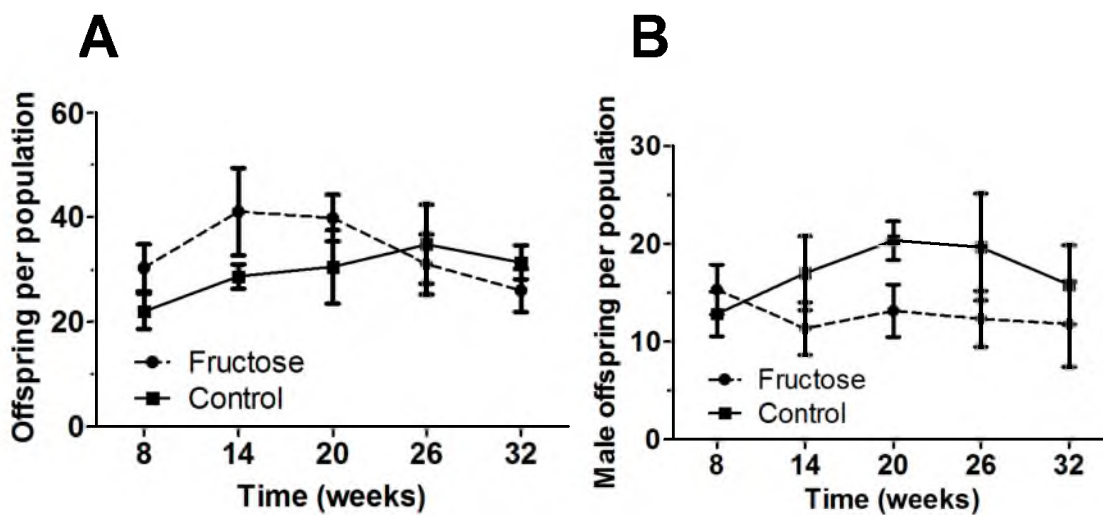 A
Offspring per population
60
40
20
0
Fructose
Control
8 14 20 26 32
Time (weeks)
B
Male offspring per population
30
20
10
0
Fructose
Control
8 14 20 26 32
Time (weeks)